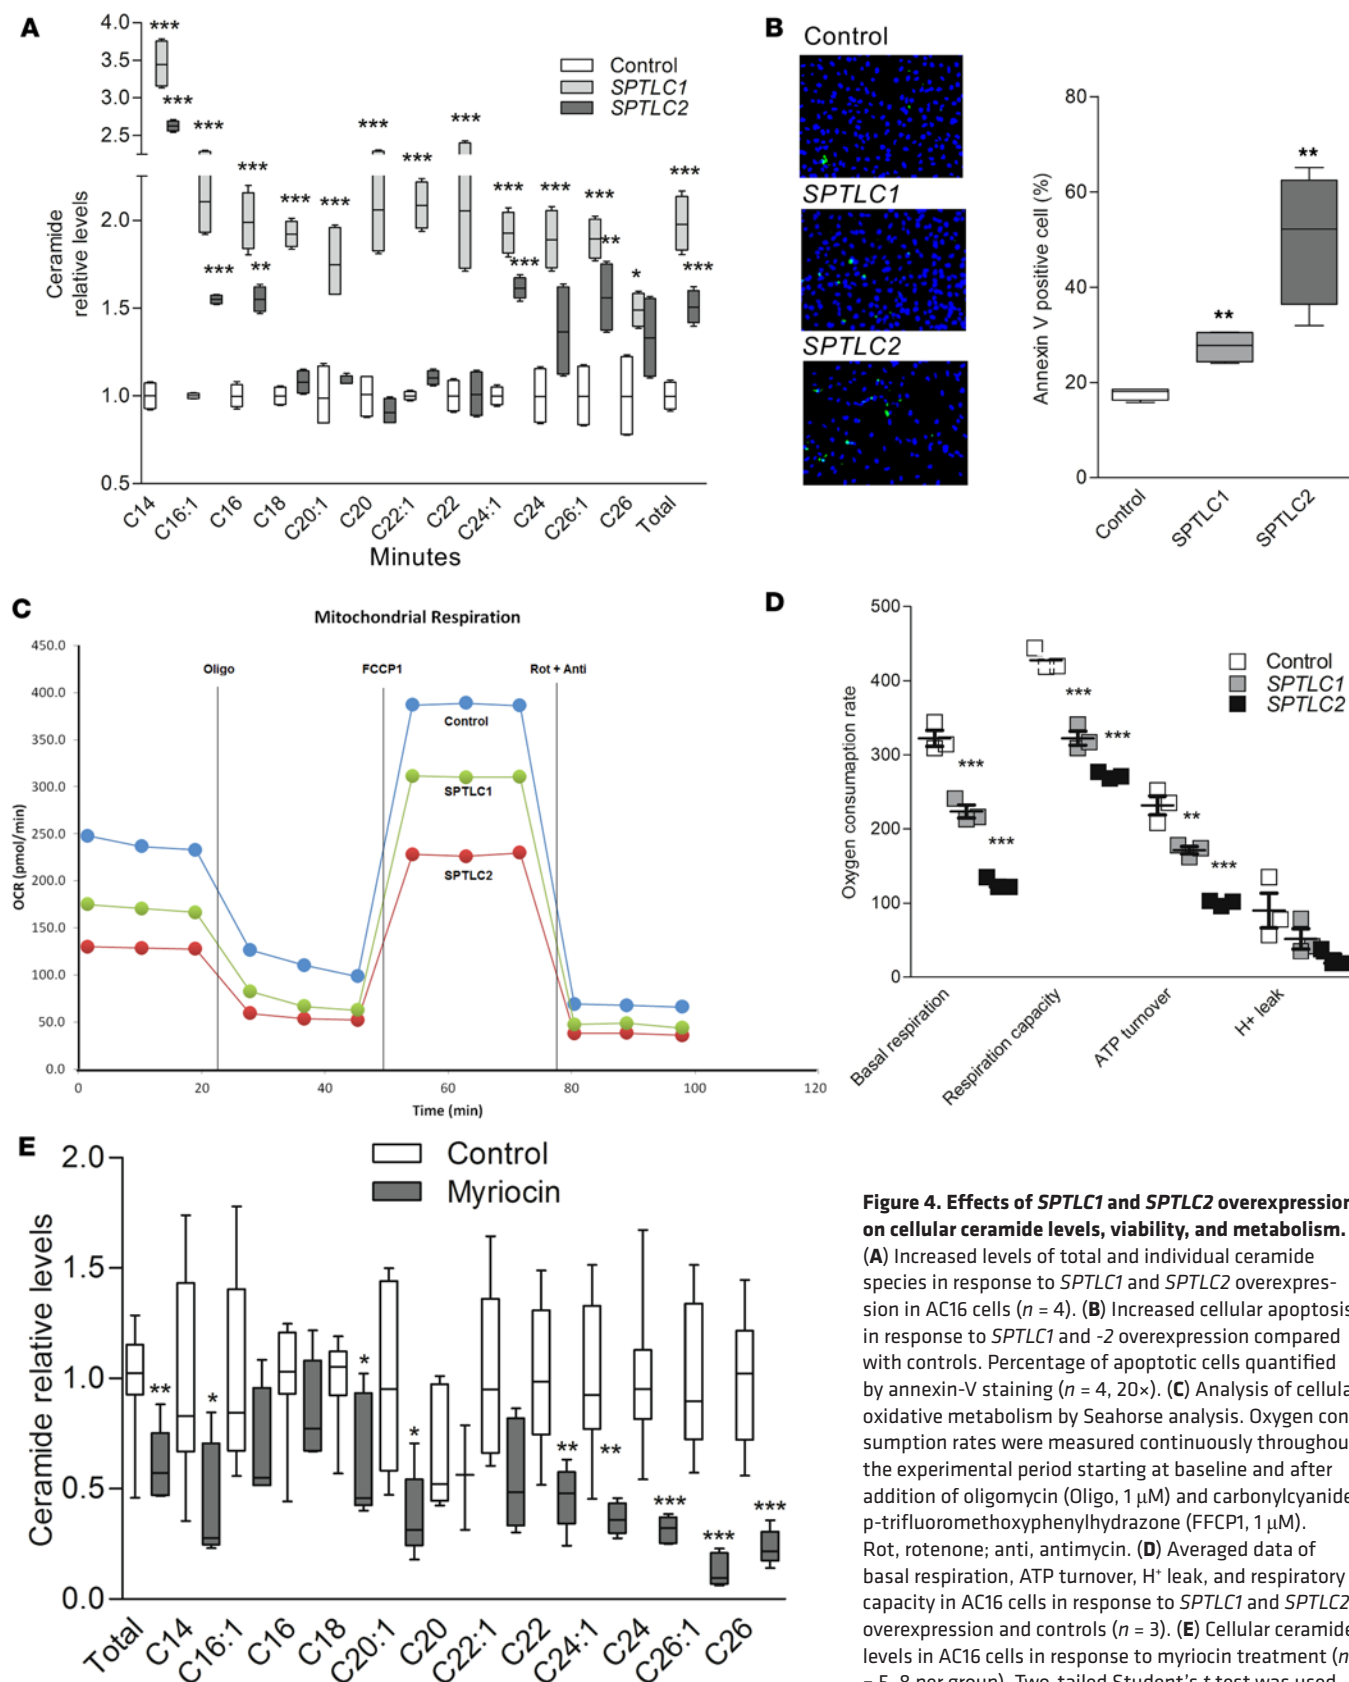 A
4.0
3.5
3.0
2.5
2.0
1.5
1.0
0.5
Ceramide
relative levels
Control
SPTLC1
SPTLC2
***
***
***
***
***
***
**
***
***
***
***
***
***
***
***
***
**
*
***
***
C14
C16:1
C16
C18
C20:1
C20
C22:1
C22
C24:1
C24
C26:1
C26
Total
Minutes
B
Control
SPTLC1
SPTLC2
Annexin V positive cell (%)
80
60
40
20
0
**
**
Control
SPTLC1
SPTLC2
C
Mitochondrial Respiration
450.0
400.0
350.0
300.0
250.0
200.0
150.0
100.0
50.0
0.0
OCR (pmol/min)
Oligo
FCCP1
Rot + Anti
Control
SPTLC1
SPTLC2
0
20
40
60
80
100
120
Time (min)
D
500
400
300
200
100
0
Oxygen consumaption rate
Control
SPTLC1
SPTLC2
***
***
***
***
**
***
Basal respiration
Respiration capacity
ATP turnover
H+ leak
E
2.0
1.5
1.0
0.5
0.0
Ceramide relative levels
Control
Myriocin
**
*
*
*
**
**
***
***
***
Total
C14
C16:1
C16
C18
C20:1
C20
C22:1
C22
C24:1
C24
C26:1
C26
Figure 4. Effects of SPTLC1 and SPTLC2 overexpression
on cellular ceramide levels, viability, and metabolism.
(A) Increased levels of total and individual ceramide
species in response to SPTLC1 and SPTLC2 overexpres-
sion in AC16 cells (n = 4). (B) Increased cellular apoptosis
in response to SPTLC1 and -2 overexpression compared
with controls. Percentage of apoptotic cells quantified
by annexin-V staining (n = 4, 20×). (C) Analysis of cellula
oxidative metabolism by Seahorse analysis. Oxygen con-
sumption rates were measured continuously throughou
the experimental period starting at baseline and after
addition of oligomycin (Oligo, 1 μM) and carbonylcyanide
p-trifluoromethoxyphenylhydrazone (FFCP1, 1 μM).
Rot, rotenone; anti, antimycin. (D) Averaged data of
basal respiration, ATP turnover, H⁺ leak, and respiratory
capacity in AC16 cells in response to SPTLC1 and SPTLC2
overexpression and controls (n = 3). (E) Cellular ceramide
levels in AC16 cells in response to myriocin treatment (n
= 5–8 per group). Two-tailed Student's t test was used